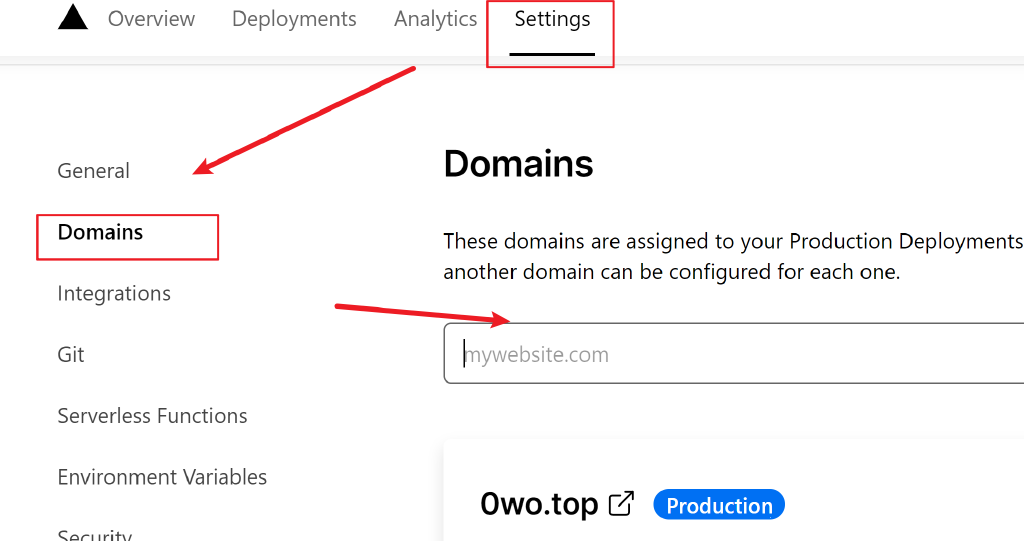 Overview Deployments Analytics Settings
General
Domains
Integrations
Git
Serverless Functions
Environment Variables
Security
Domains
These domains are assigned to your Production Deployments
another domain can be configured for each one.
mywebsite.com
0wo.top Production